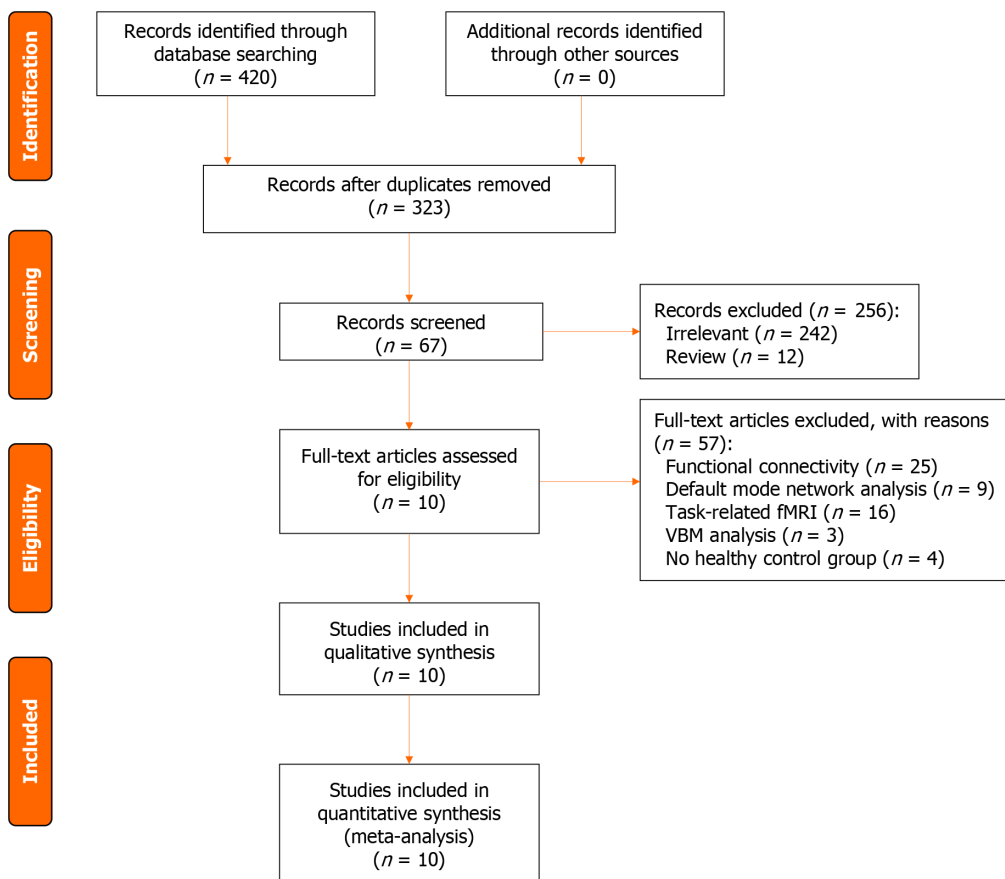 Identification
Records identified through
database searching
(n = 420)
Additional records identified
through other sources
(n = 0)
Records after duplicates removed
(n = 323)
Screening
Records screened
(n = 67)
Records excluded (n = 256):
Irrelevant (n = 242)
Review (n = 12)
Eligibility
Full-text articles assessed
for eligibility
(n = 10)
Full-text articles excluded, with reasons
(n = 57):
Functional connectivity (n = 25)
Default mode network analysis (n = 9)
Task-related fMRI (n = 16)
VBM analysis (n = 3)
No healthy control group (n = 4)
Included
Studies included in
qualitative synthesis
(n = 10)
Studies included in
quantitative synthesis
(meta-analysis)
(n = 10)